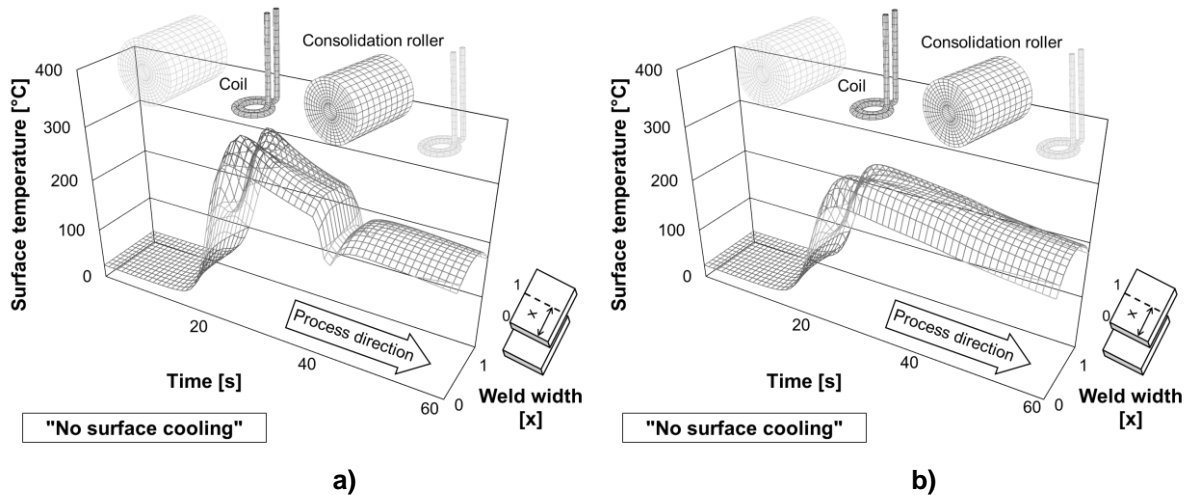 Consolidation roller
Coil
Surface temperature [°C]
400
300
200
100
0
20
40
60
Time [s]
Process direction
0
1
Weld width
[x]
1
0
x
"No surface cooling"
a)
Consolidation roller
Coil
Surface temperature [°C]
400
300
200
100
0
20
40
60
Time [s]
Process direction
0
1
Weld width
[x]
1
0
x
"No surface cooling"
b)